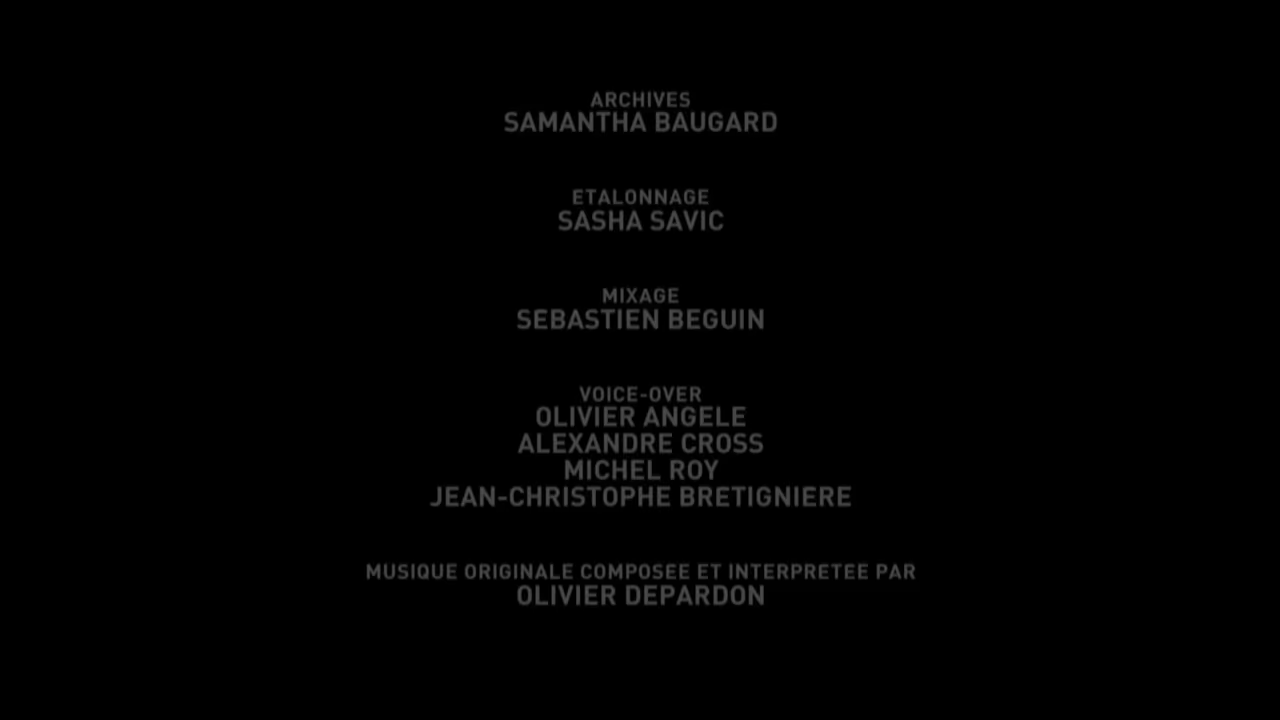 ARCHIVES
SAMANTHA BAUGARD
ETALONNAGE
SASHA SAVIC
MIXAGE
SEBASTIEN BEGUIN
VOICE-OVER
OLIVIER ANGELE
ALEXANDRE CROSS
MICHEL ROY
JEAN-CHRISTOPHE BRETIGNIERE
MUSIQUE ORIGINALE COMPOSEE ET INTERPRETEE PAR
OLIVIER DEPARDON